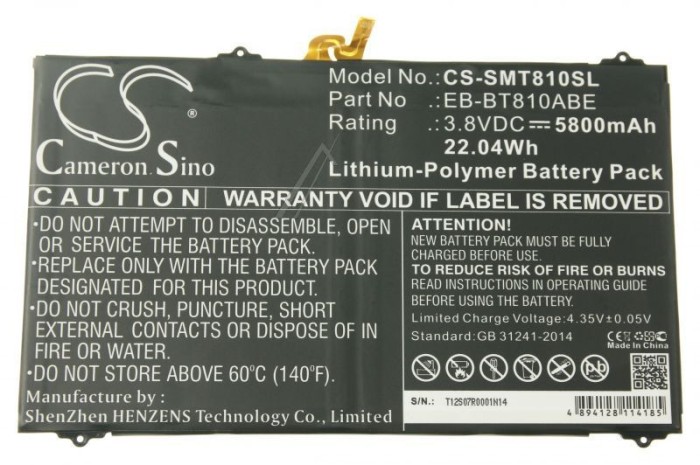 Cameron Sino
®
Model No.: CS-SMT810SL
Part No : EB-BT810ABE
Rating : 3.8VDC 5800mAh
22.04Wh
Lithium-Polymer Battery Pack
CAUTION WARRANTY VOID IF LABEL IS REMOVED
•DO NOT ATTEMPT TO DISASSEMBLE, OPEN
OR SERVICE THE BATTERY PACK.
•REPLACE ONLY WITH THE BATTERY PACK
DESIGNATED FOR THIS PRODUCT.
•DO NOT CRUSH, PUNCTURE, SHORT
EXTERNAL CONTACTS OR DISPOSE OF IN
FIRE OR WATER.
•DO NOT STORE ABOVE 60°C (140°F).
Manufacture by :
ShenZhen HENZENS Technology Co., Limited
ATTENTION!
NEW BATTERY PACK MUST BE FULLY
CHARGED BEFORE USE.
TO REDUCE RISK OF FIRE OR BURNS
READ INSTRUCTIONS IN OPERATING GUIDE
BEFORE USING.
Limited Charge Voltage: 4.35V±0.05V
Standard: GB 31241-2014
CE
Made In China
Pb
S/N.: T12S07R0001H14
4 894128 114185